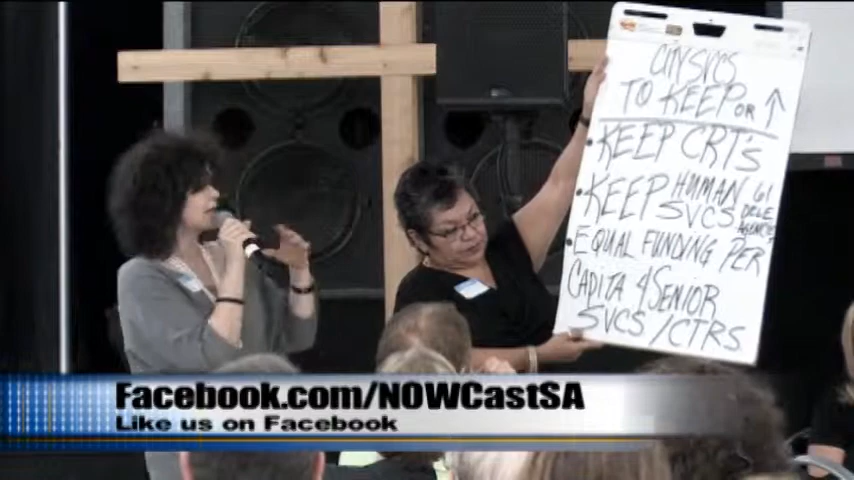 CITY SVCS
TO KEEP OR ↑
• KEEP CRT's
• KEEP HUMAN 61
SVCS DELE
AGENCIES
• EQUAL FUNDING PER
CAPITA 4 SENIOR
SVCS/CTRS
Facebook.com/NOWCastSA
Like us on Facebook